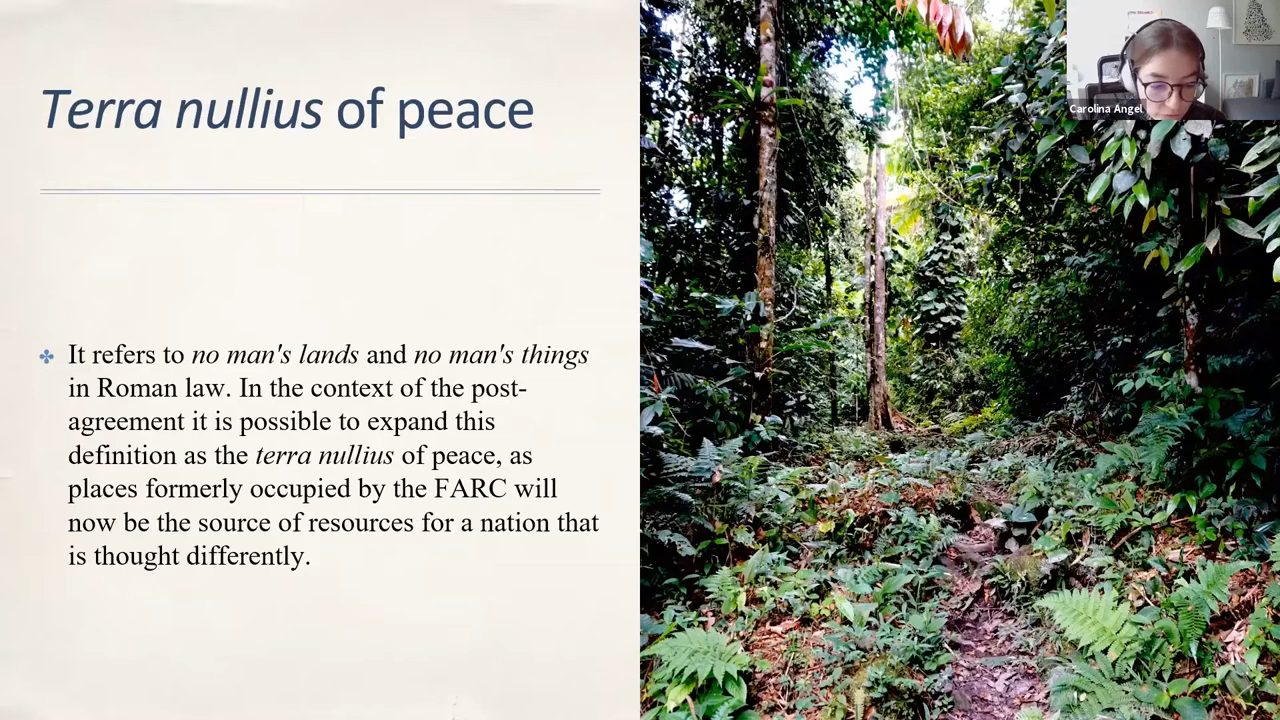 Terra nullius of peace
Carolina Angel
It refers to no man's lands and no man's things
in Roman law. In the context of the post-
agreement it is possible to expand this
definition as the terra nullius of peace, as
places formerly occupied by the FARC will
now be the source of resources for a nation that
is thought differently.